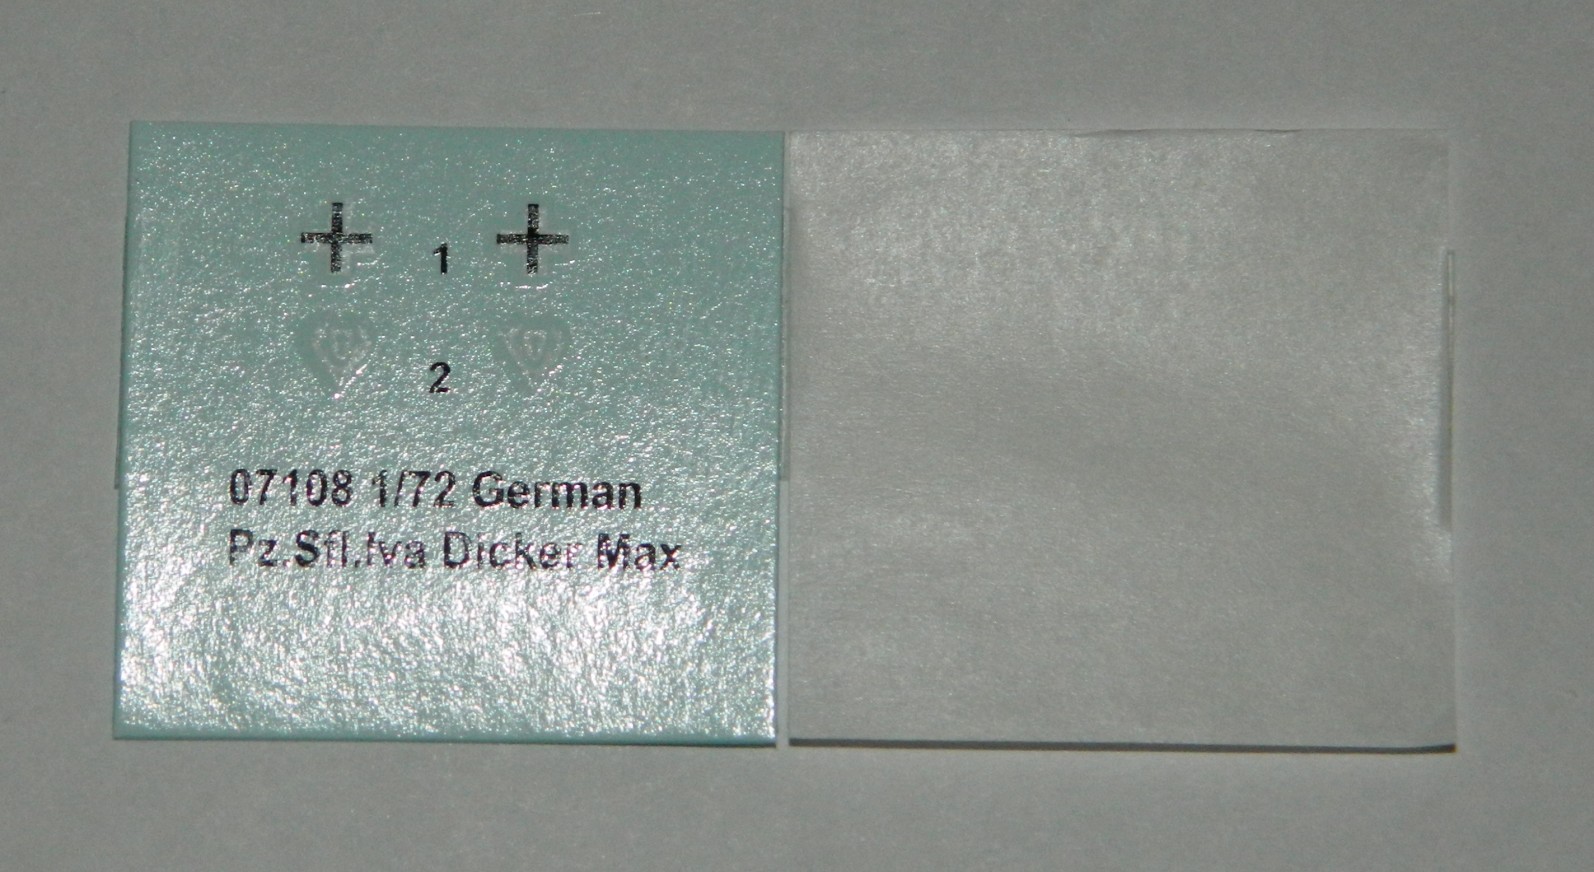 1
2
07108 1/72 German
Pz.Sfl.Iva Dicker Max